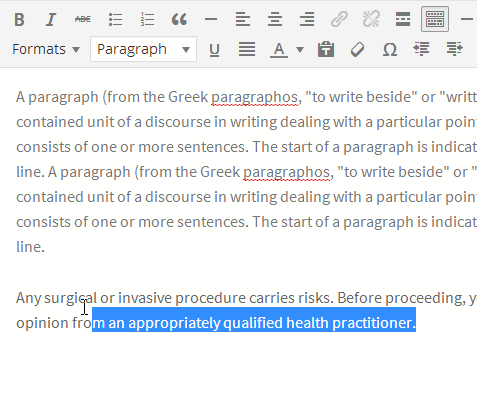 B I ABC
Formats Paragraph U A Ω
A paragraph (from the Greek paragraphos, "to write beside" or "writt
contained unit of a discourse in writing dealing with a particular poin
consists of one or more sentences. The start of a paragraph is indicat
line. A paragraph (from the Greek paragraphos, "to write beside" or "
contained unit of a discourse in writing dealing with a particular poin
consists of one or more sentences. The start of a paragraph is indicat
line.
Any surgical or invasive procedure carries risks. Before proceeding, y
opinion from an appropriately qualified health practitioner.